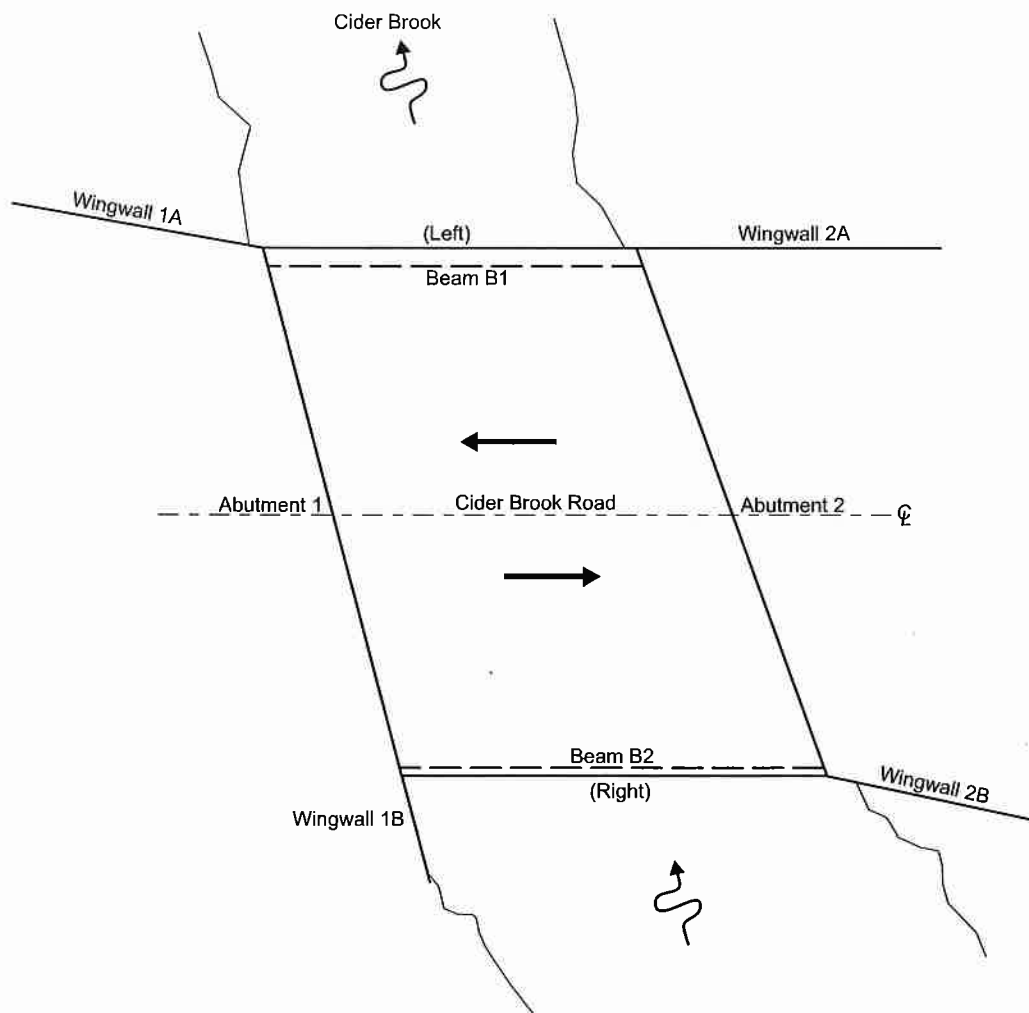 Cider Brook
Wingwall 1A
(Left)
Wingwall 2A
Beam B1
Abutment 1
Cider Brook Road
Abutment 2
℄
Beam B2
(Right)
Wingwall 2B
Wingwall 1B